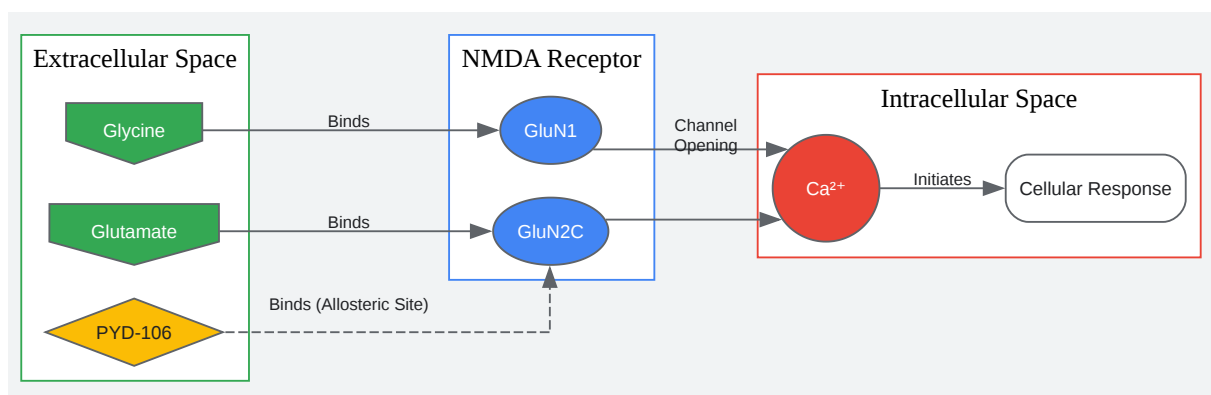 Extracellular Space
NMDA Receptor
Intracellular Space
Glycine
Binds
GluN1
Channel
Opening
Ca²⁺
Initiates
Cellular Response
Glutamate
Binds
GluN2C
PYD-106
Binds (Allosteric Site)